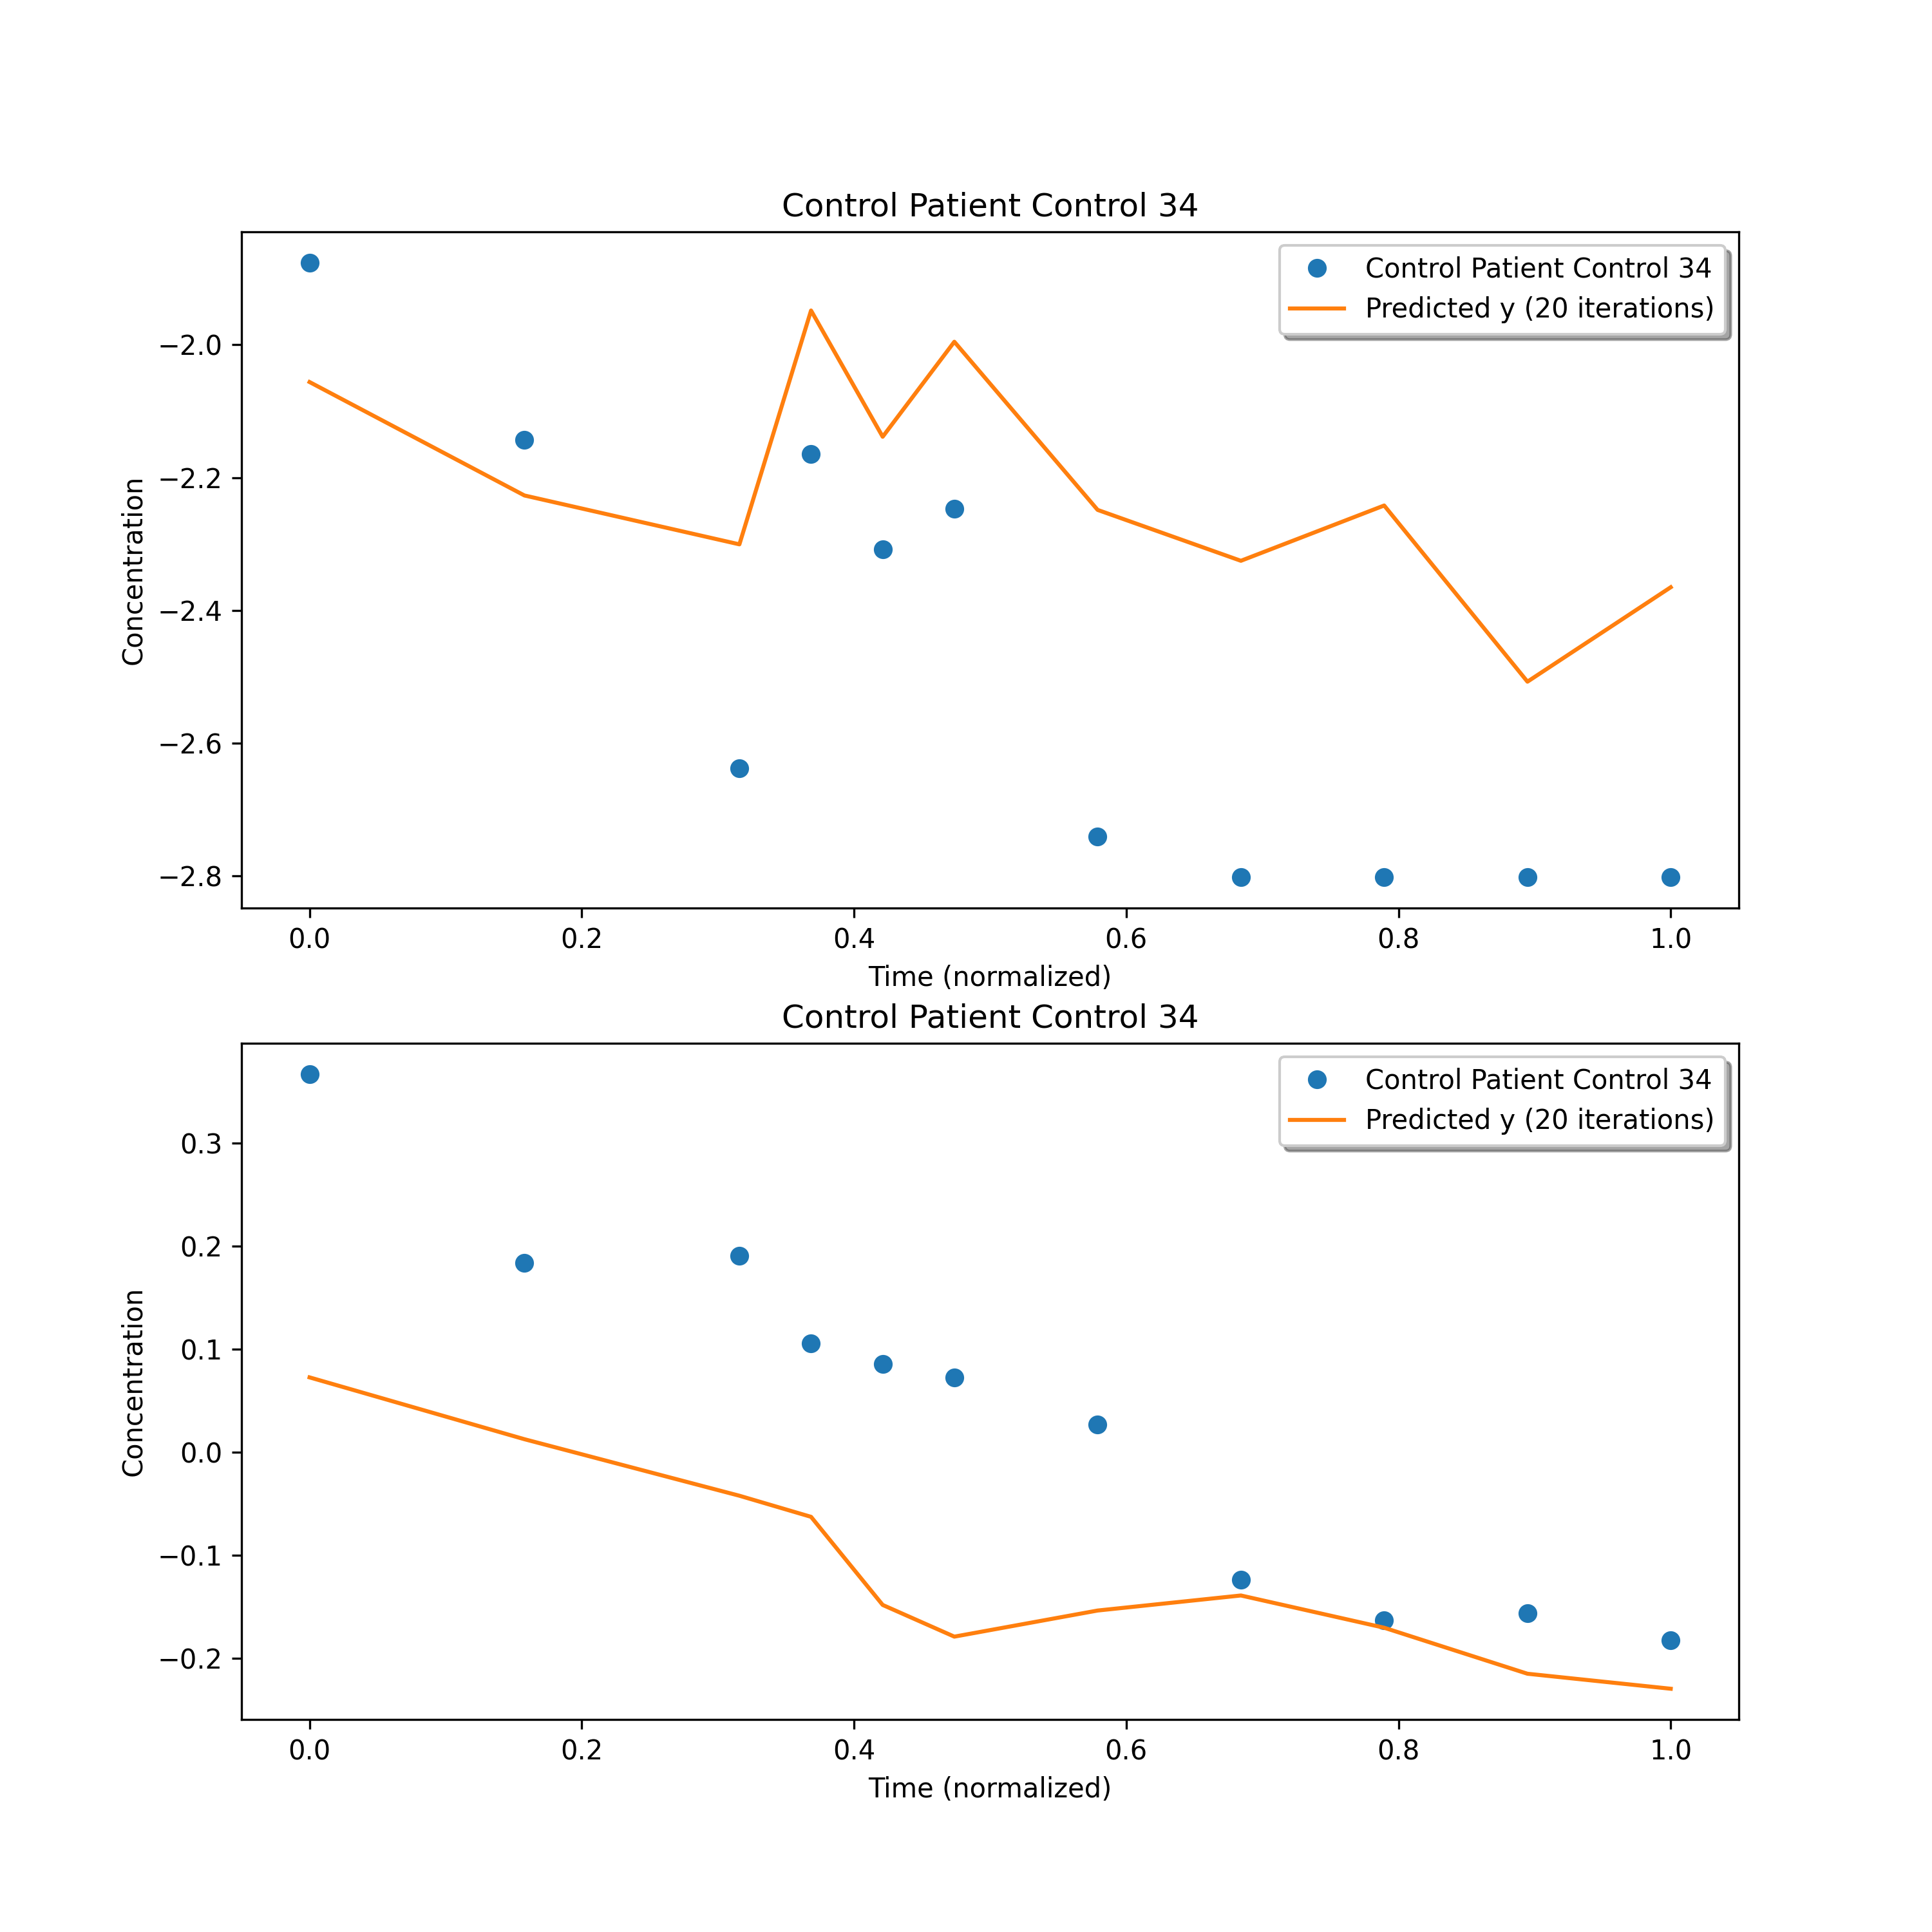 Control Patient Control 34
Control Patient Control 34
Predicted y (20 iterations)
−2.0
−2.2
−2.4
−2.6
−2.8
Concentration
0.0 0.2 0.4 0.6 0.8 1.0
Time (normalized)
Control Patient Control 34
Control Patient Control 34
Predicted y (20 iterations)
0.3
0.2
0.1
0.0
−0.1
−0.2
Concentration
0.0 0.2 0.4 0.6 0.8 1.0
Time (normalized)